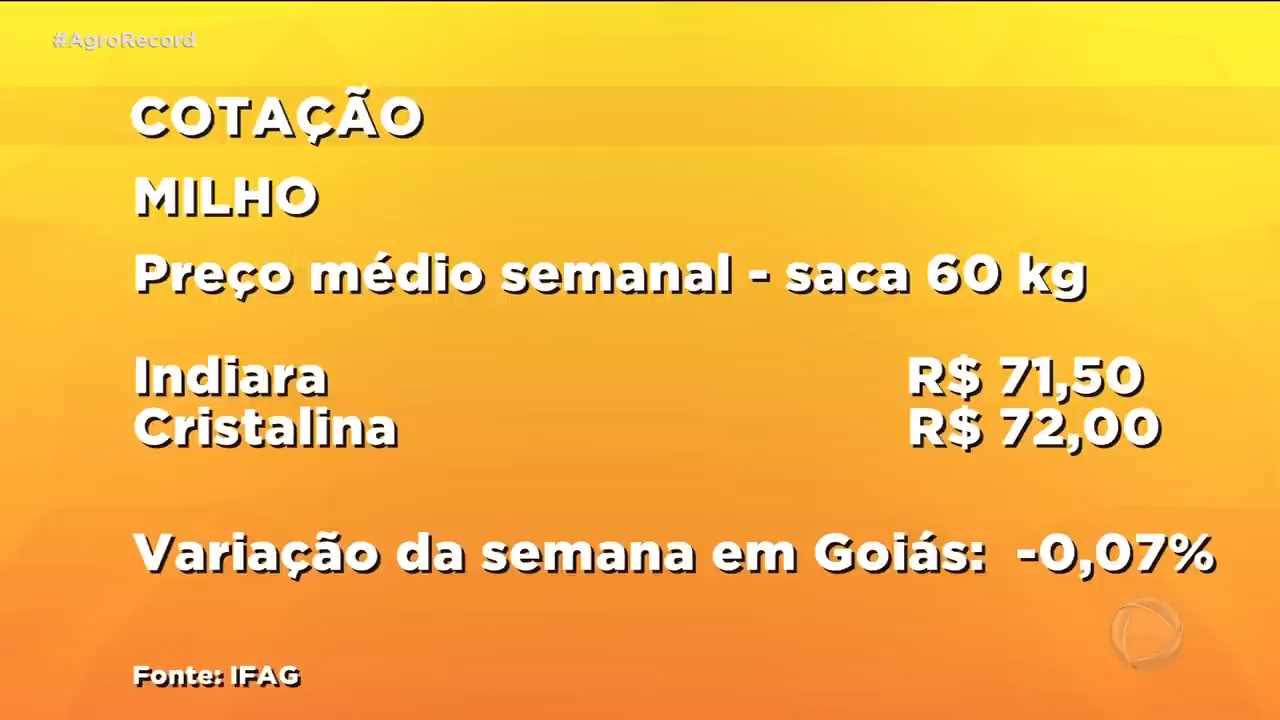 #AgroRecord
COTAÇÃO
MILHO
Preço médio semanal - saca 60 kg
Indiara R$ 71,50
Cristalina R$ 72,00
Variação da semana em Goiás: -0,07%
Fonte: IFAG